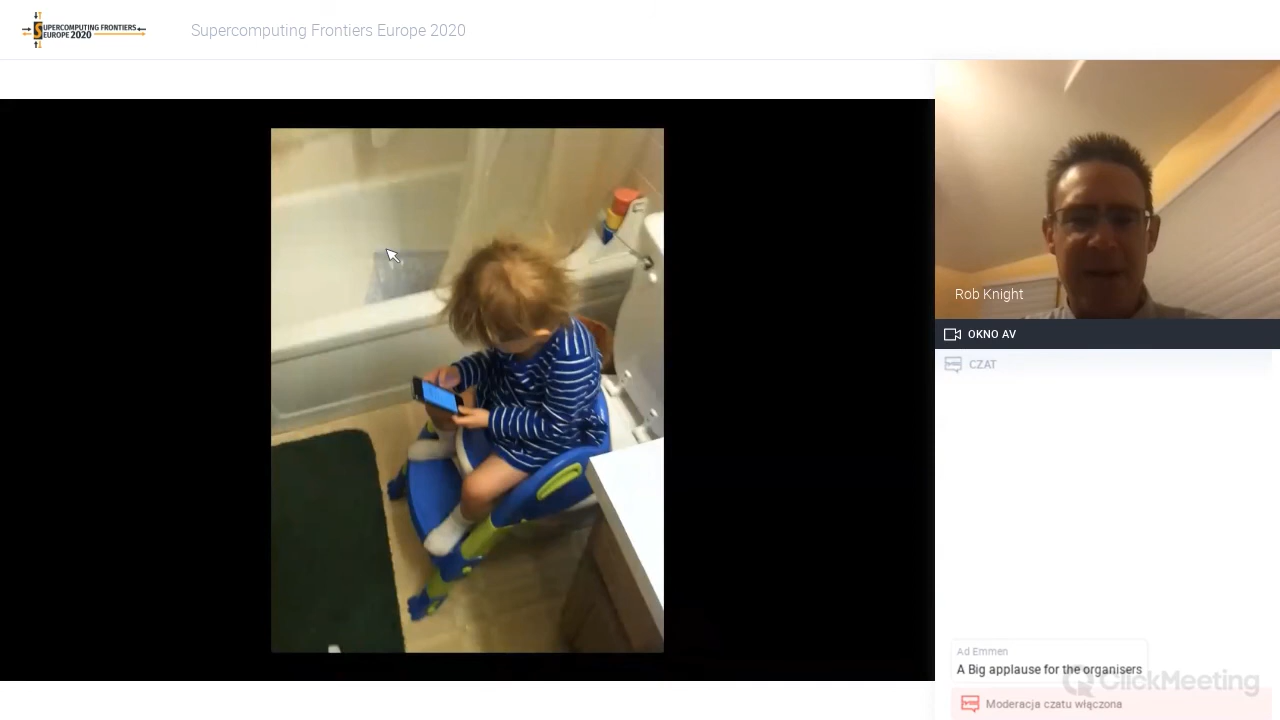 SUPERCOMPUTING FRONTIERS
EUROPE 2020
Supercomputing Frontiers Europe 2020
Rob Knight
OKNO AV
CZAT
Ad Emmen
A Big applause for the organisers
ClickMeeting
Moderacja czatu włączona